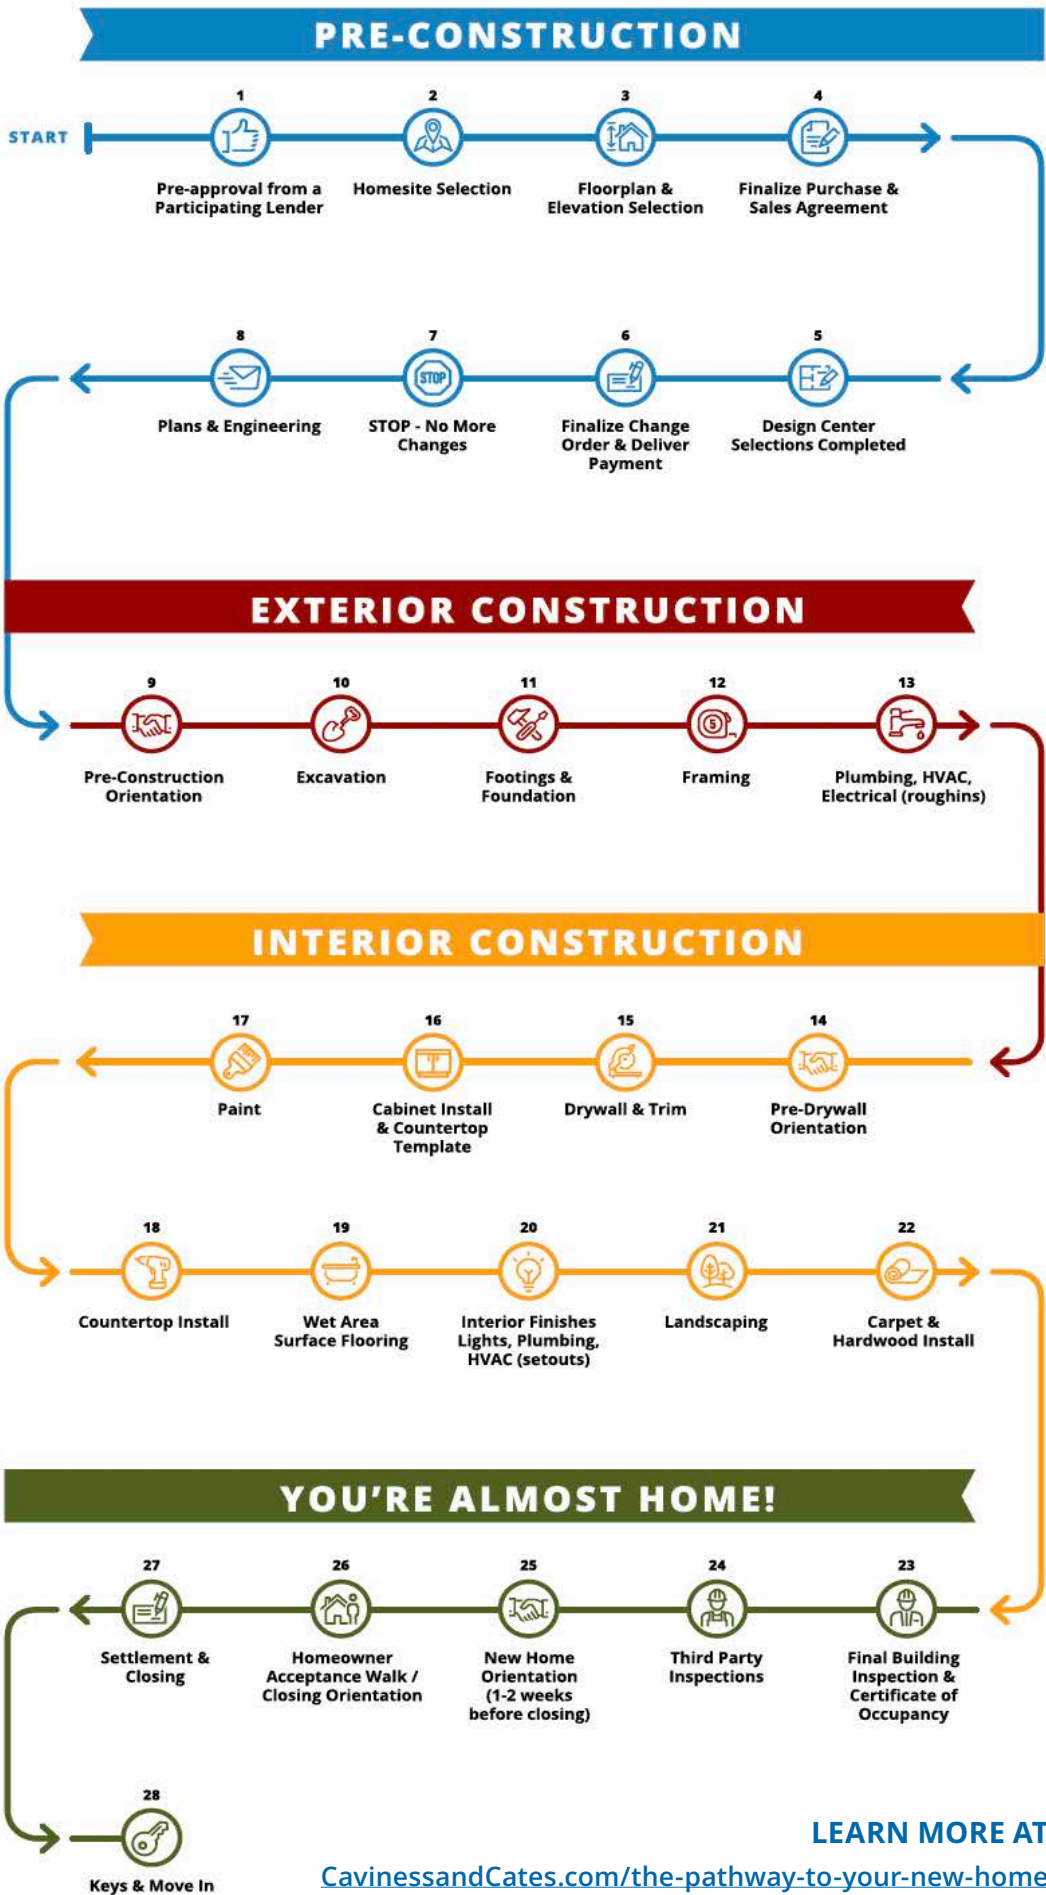 PRE-CONSTRUCTION
START
1
Pre-approval from a
Participating Lender
2
Homesite Selection
3
Floorplan &
Elevation Selection
4
Finalize Purchase &
Sales Agreement
5
Design Center
Selections Completed
6
Finalize Change
Order & Deliver
Payment
7
STOP
STOP - No More
Changes
8
Plans & Engineering
EXTERIOR CONSTRUCTION
9
Pre-Construction
Orientation
10
Excavation
11
Footings &
Foundation
12
5
Framing
13
Plumbing, HVAC,
Electrical (roughins)
INTERIOR CONSTRUCTION
14
Pre-Drywall
Orientation
15
Drywall & Trim
16
Cabinet Install
& Countertop
Template
17
Paint
18
Countertop Install
19
Wet Area
Surface Flooring
20
Interior Finishes
Lights, Plumbing,
HVAC (setouts)
21
Landscaping
22
Carpet &
Hardwood Install
YOU'RE ALMOST HOME!
23
Final Building
Inspection &
Certificate of
Occupancy
24
Third Party
Inspections
25
New Home
Orientation
(1-2 weeks
before closing)
26
Homeowner
Acceptance Walk /
Closing Orientation
27
Settlement &
Closing
28
Keys & Move In
LEARN MORE AT
CavinessandCates.com/the-pathway-to-your-new-home